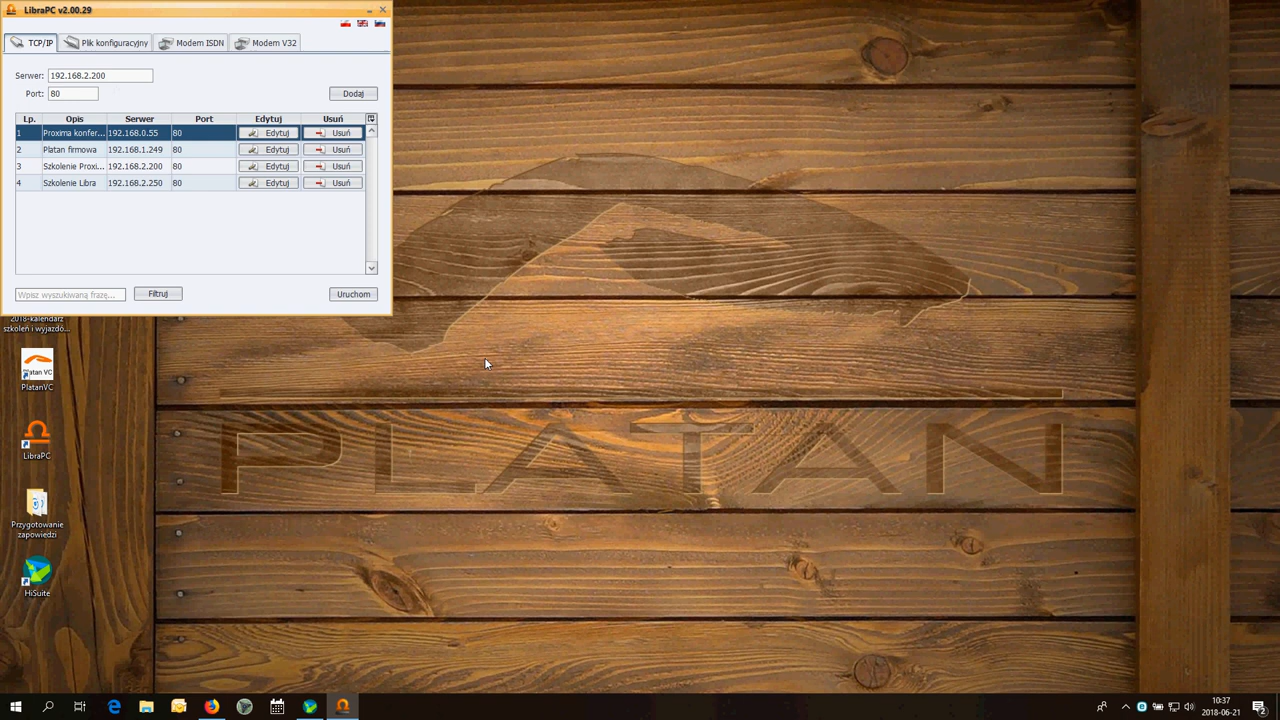 LibraPC v2.00.29
TCP/IP Plik konfiguracyjny Modem ISDN Modem V32
Serwer: 192.168.2.200
Port: 80 Dodaj
Lp. Opis Serwer Port Edytuj Usuń
1 Proxima konfer... 192.168.0.55 80 Edytuj Usuń
2 Platan firmowa 192.168.1.249 80 Edytuj Usuń
3 Szkolenie Proxi... 192.168.2.200 80 Edytuj Usuń
4 Szkolenie Libra 192.168.2.250 80 Edytuj Usuń
Wpisz wyszukiwaną frazę... Filtruj Uruchom
2018-kalendarz
szkoleń i wyjazdo...
Platan VC
PlatanVC
LibraPC
Przygotowanie
zapowiedzi
HiSuite
PLATAN
10:37
2018-06-21
2